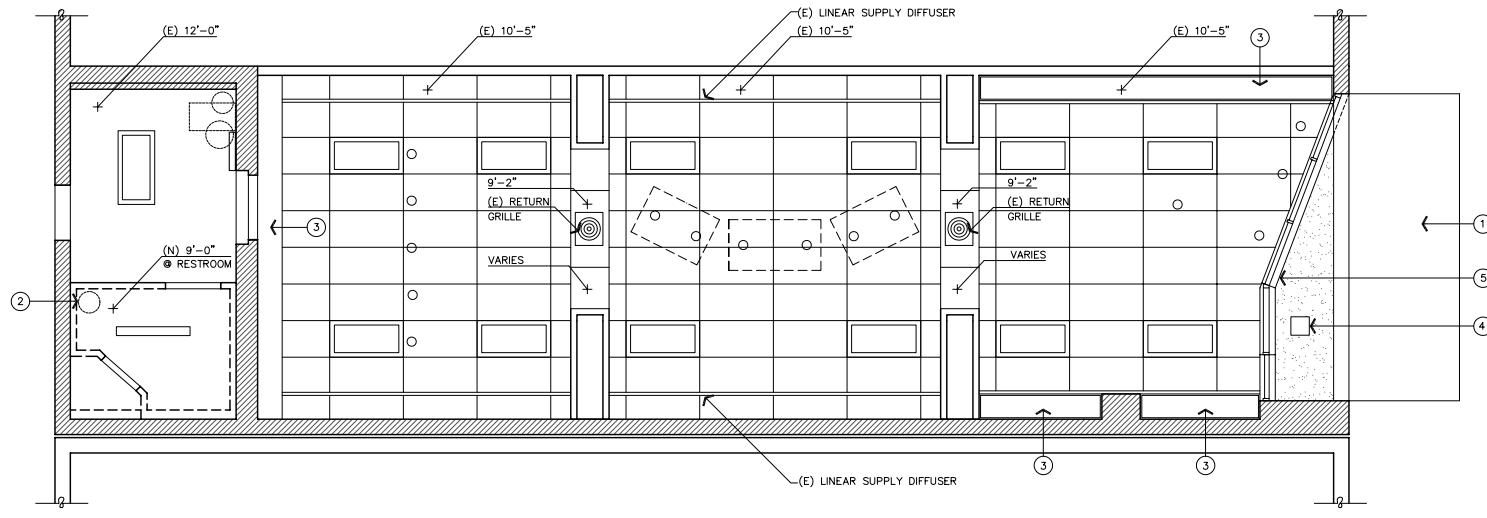 (E) LINEAR SUPPLY DIFFUSER
(E) 12'-0"
(E) 10'-5"
(E) 10'-5"
(E) 10'-5"
3
9'-2"
(E) RETURN
GRILLE
9'-2"
(E) RETURN
GRILLE
3
1
(N) 9'-0"
@ RESTROOM
VARIES
VARIES
5
2
4
3
3
(E) LINEAR SUPPLY DIFFUSER